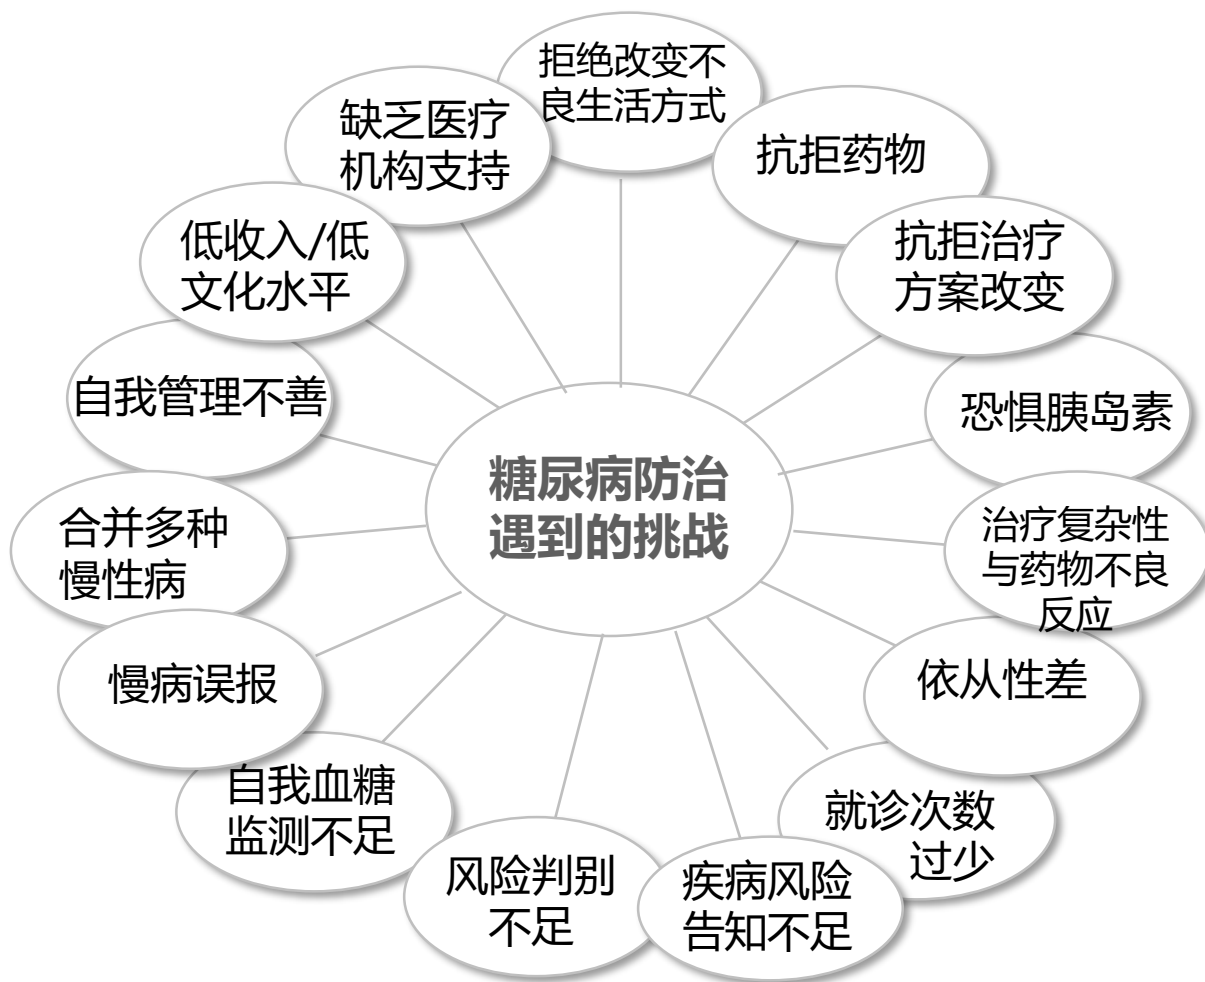 拒绝改变不
良生活方式
抗拒药物
抗拒治疗
方案改变
恐惧胰岛素
治疗复杂性
与药物不良
反应
依从性差
就诊次数
过少
疾病风险
告知不足
风险判别
不足
自我血糖
监测不足
慢病误报
合并多种
慢性病
自我管理不善
低收入/低
文化水平
缺乏医疗
机构支持
糖尿病防治
遇到的挑战